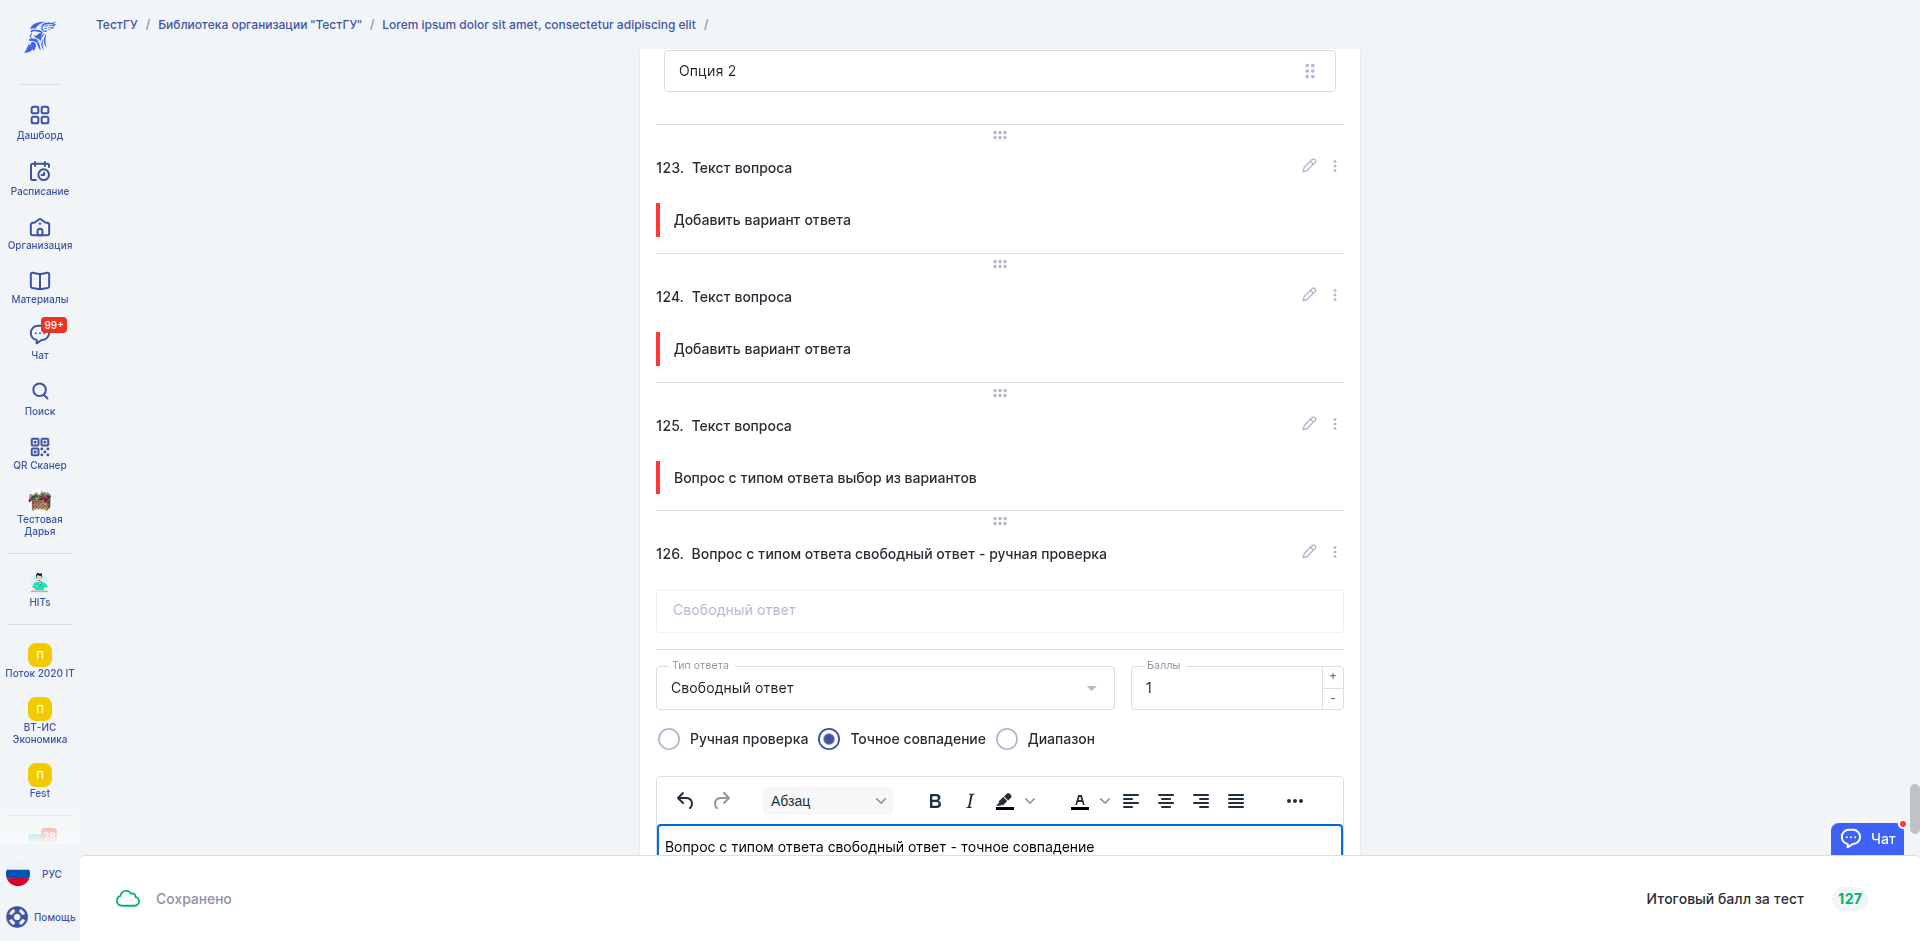 ТестГУ / Библиотека организации "ТестГУ" / Lorem ipsum dolor sit amet, consectetur adipiscing elit /
Дашборд
Расписание
Организация
Материалы
99+
Чат
Поиск
QR Сканер
Тестовая
Дарья
HITs
П
Поток 2020 IT
П
ВТ-ИС
Экономика
П
Fest
28
РУС
Помощь
Опция 2
123. Текст вопроса
Добавить вариант ответа
124. Текст вопроса
Добавить вариант ответа
125. Текст вопроса
Вопрос с типом ответа выбор из вариантов
126. Вопрос с типом ответа свободный ответ - ручная проверка
Свободный ответ
Тип ответа
Свободный ответ
Баллы
1
+
-
Ручная проверка Точное совпадение Диапазон
Абзац B I A
Вопрос с типом ответа свободный ответ - точное совпадение
Чат
Сохранено
Итоговый балл за тест 127